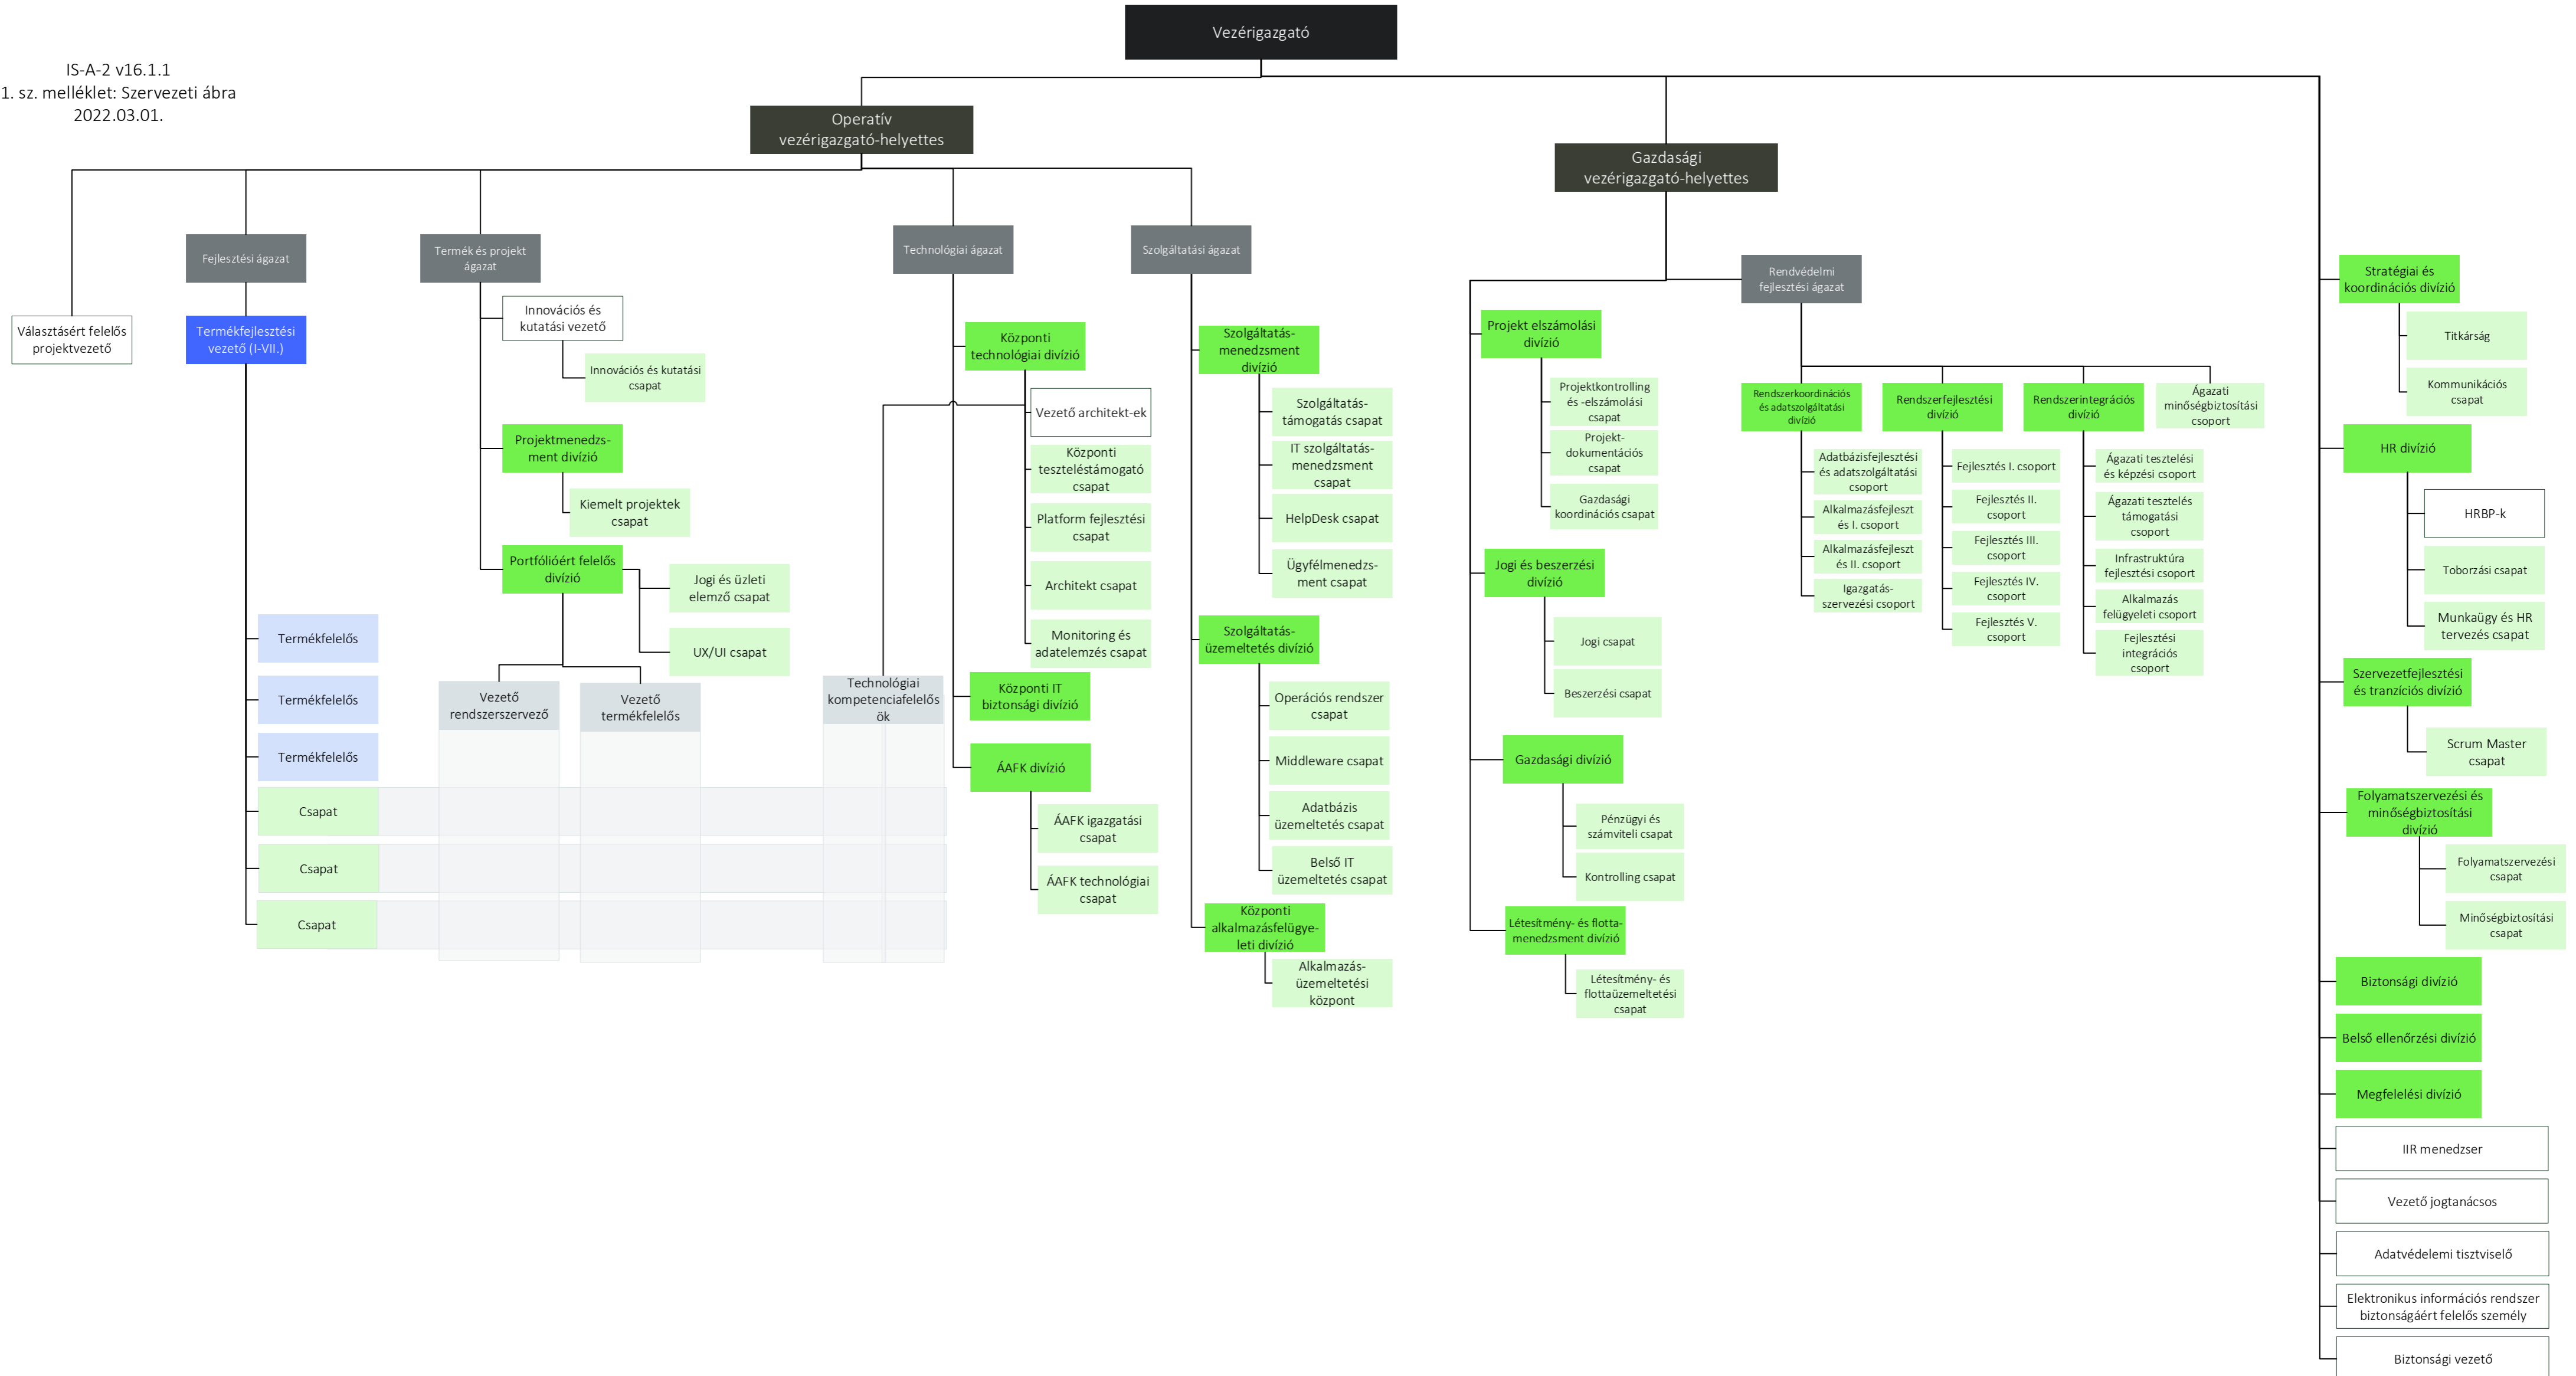 Vezérigazgató
IS-A-2 v16.1.1
1. sz. melléklet: Szervezeti ábra
2022.03.01.
Operatív
vezérigazgató-helyettes
Gazdasági
vezérigazgató-helyettes
Választásért felelős
projektvezető
Fejlesztési ágazat
Termékfejlesztési
vezető (I-VII.)
Termékfelelős
Termékfelelős
Termékfelelős
Csapat
Csapat
Csapat
Termék és projekt
ágazat
Innovációs és
kutatási vezető
Innovációs és kutatási
csapat
Projektmenedzs-
ment divízió
Kiemelt projektek
csapat
Portfólióért felelős
divízió
Jogi és üzleti
elemző csapat
UX/UI csapat
Vezető
rendszerszervező
Vezető
termékfelelős
Technológiai ágazat
Központi
technológiai divízió
Vezető architekt-ek
Központi
teszteléstámogató
csapat
Platform fejlesztési
csapat
Architekt csapat
Monitoring és
adatelemzés csapat
Technológiai
kompetenciafelelős
ök
Központi IT
biztonsági divízió
ÁAFK divízió
ÁAFK igazgatási
csapat
ÁAFK technológiai
csapat
Szolgáltatási ágazat
Szolgáltatás-
menedzsment
divízió
Szolgáltatás-
támogatás csapat
IT szolgáltatás-
menedzsment
csapat
HelpDesk csapat
Ügyfélmenedzs-
ment csapat
Szolgáltatás-
üzemeltetés divízió
Operációs rendszer
csapat
Middleware csapat
Adatbázis
üzemeltetés csapat
Belső IT
üzemeltetés csapat
Központi
alkalmazásfelügye-
leti divízió
Alkalmazás-
üzemeltetési
központ
Projekt elszámolási
divízió
Projektkontrolling
és -elszámolási
csapat
Projekt-
dokumentációs
csapat
Gazdasági
koordinációs csapat
Jogi és beszerzési
divízió
Jogi csapat
Beszerzési csapat
Gazdasági divízió
Pénzügyi és
számviteli csapat
Kontrolling csapat
Létesítmény- és flotta-
menedzsment divízió
Létesítmény- és
flottaüzemeltetési
csapat
Rendvédelmi
fejlesztési ágazat
Rendszerkoordinációs
és adatszolgáltatási
divízió
Adatbázisfejlesztési
és adatszolgáltatási
csoport
Alkalmazásfejleszt
és I. csoport
Alkalmazásfejleszt
és II. csoport
Igazgatás-
szervezési csoport
Rendszerfejlesztési
divízió
Fejlesztés I. csoport
Fejlesztés II.
csoport
Fejlesztés III.
csoport
Fejlesztés IV.
csoport
Fejlesztés V.
csoport
Rendszerintegrációs
divízió
Ágazati tesztelési
és képzési csoport
Ágazati tesztelés
támogatási
csoport
Infrastruktúra
fejlesztési csoport
Alkalmazás
felügyeleti csoport
Fejlesztési
integrációs
csoport
Ágazati
minőségbiztosítási
csoport
Stratégiai és
koordinációs divízió
Titkárság
Kommunikációs
csapat
HR divízió
HRBP-k
Toborzási csapat
Munkaügy és HR
tervezés csapat
Szervezetfejlesztési
és tranzíciós divízió
Scrum Master
csapat
Folyamatszervezési és
minőségbiztosítási
divízió
Folyamatszervezési
csapat
Minőségbiztosítási
csapat
Biztonsági divízió
Belső ellenőrzési divízió
Megfelelési divízió
IIR menedzser
Vezető jogtanácsos
Adatvédelemi tisztviselő
Elektronikus információs rendszer
biztonságáért felelős személy
Biztonsági vezető